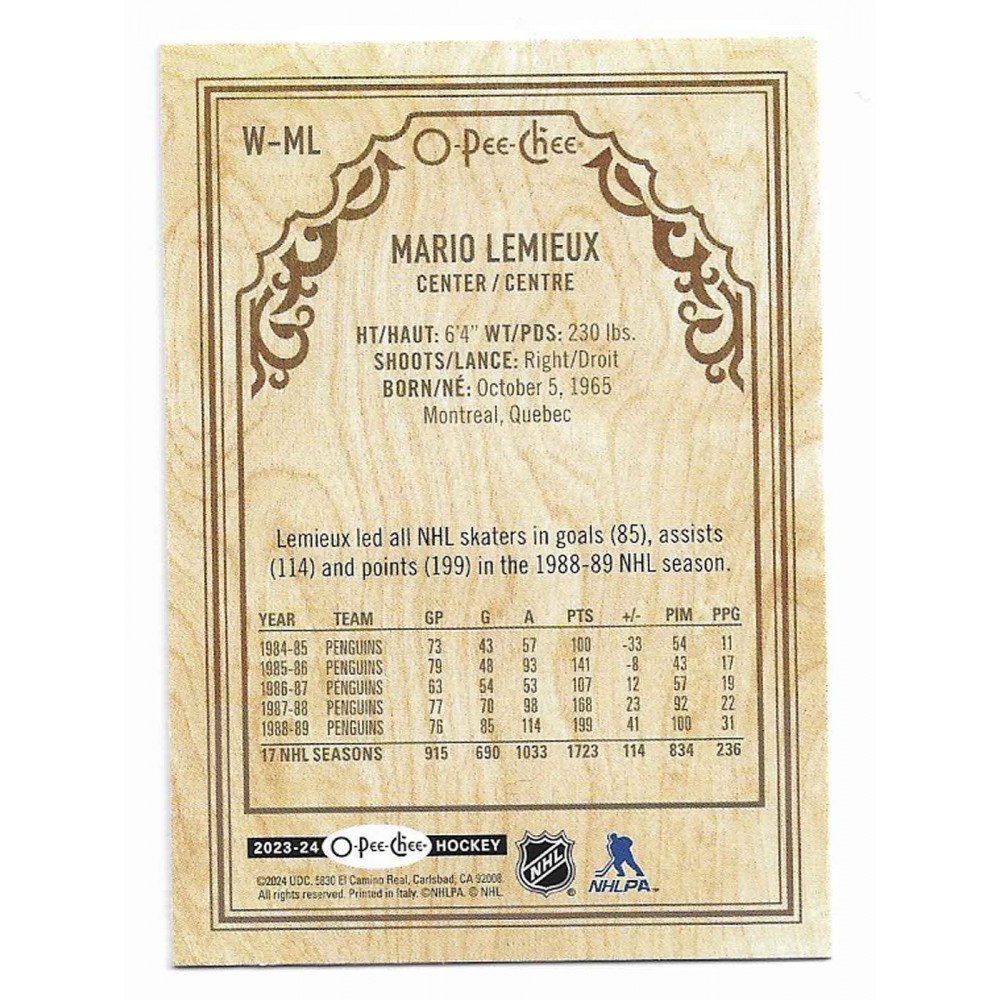 W-ML
O-Pee-Chee
MARIO LEMIEUX
CENTER / CENTRE
HT/HAUT: 6'4" WT/PDS: 230 lbs.
SHOOTS/LANCE: Right/Droit
BORN/NÉ: October 5, 1965
Montreal, Quebec
Lemieux led all NHL skaters in goals (85), assists
(114) and points (199) in the 1988-89 NHL season.
YEAR TEAM GP G A PTS +/- PIM PPG
1984-85 PENGUINS 73 43 57 100 -33 54 11
1985-86 PENGUINS 79 48 93 141 -8 43 17
1986-87 PENGUINS 63 54 53 107 12 57 19
1987-88 PENGUINS 77 70 98 168 23 92 22
1988-89 PENGUINS 76 85 114 199 41 100 31
17 NHL SEASONS 915 690 1033 1723 114 834 236
2023-24 O-Pee-Chee HOCKEY
NHL
NHLPA
©2024 UDC. 5830 El Camino Real, Carlsbad, CA 92008.
All rights reserved. Printed in Italy. ©NHLPA. © NHL.